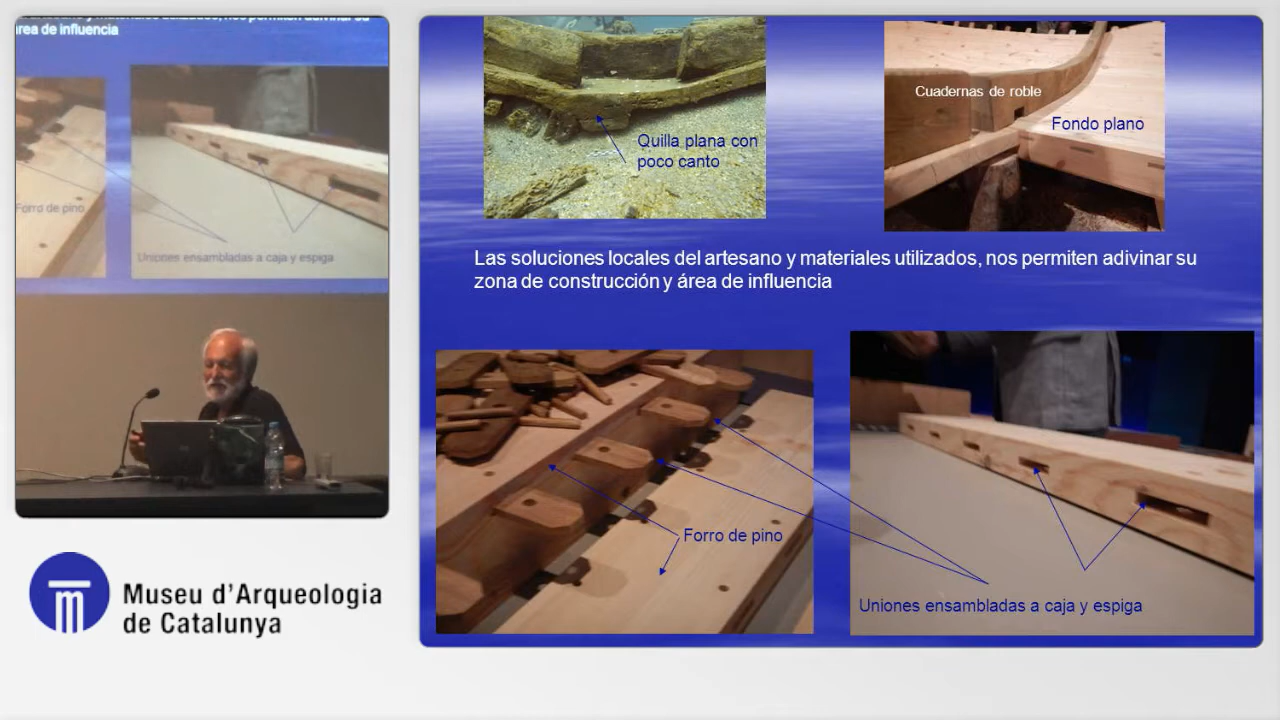 área de influencia
Forro de pino
Uniones ensambladas a caja y espiga
Museu d'Arqueologia
de Catalunya
Quilla plana con
poco canto
Cuadernas de roble
Fondo plano
Las soluciones locales del artesano y materiales utilizados, nos permiten adivinar su
zona de construcción y área de influencia
Forro de pino
Uniones ensambladas a caja y espiga